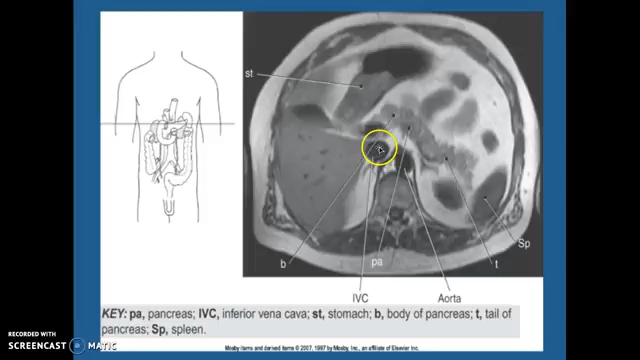 st
Sp
b
pa
t
IVC
Aorta
KEY: pa, pancreas; IVC, inferior vena cava; st, stomach; b, body of pancreas; t, tail of
pancreas; Sp, spleen.
RECORDED WITH
SCREENCAST MATIC
Mosby items and derived items © 2007, 1997 by Mosby, Inc., an affiliate of Elsevier Inc.